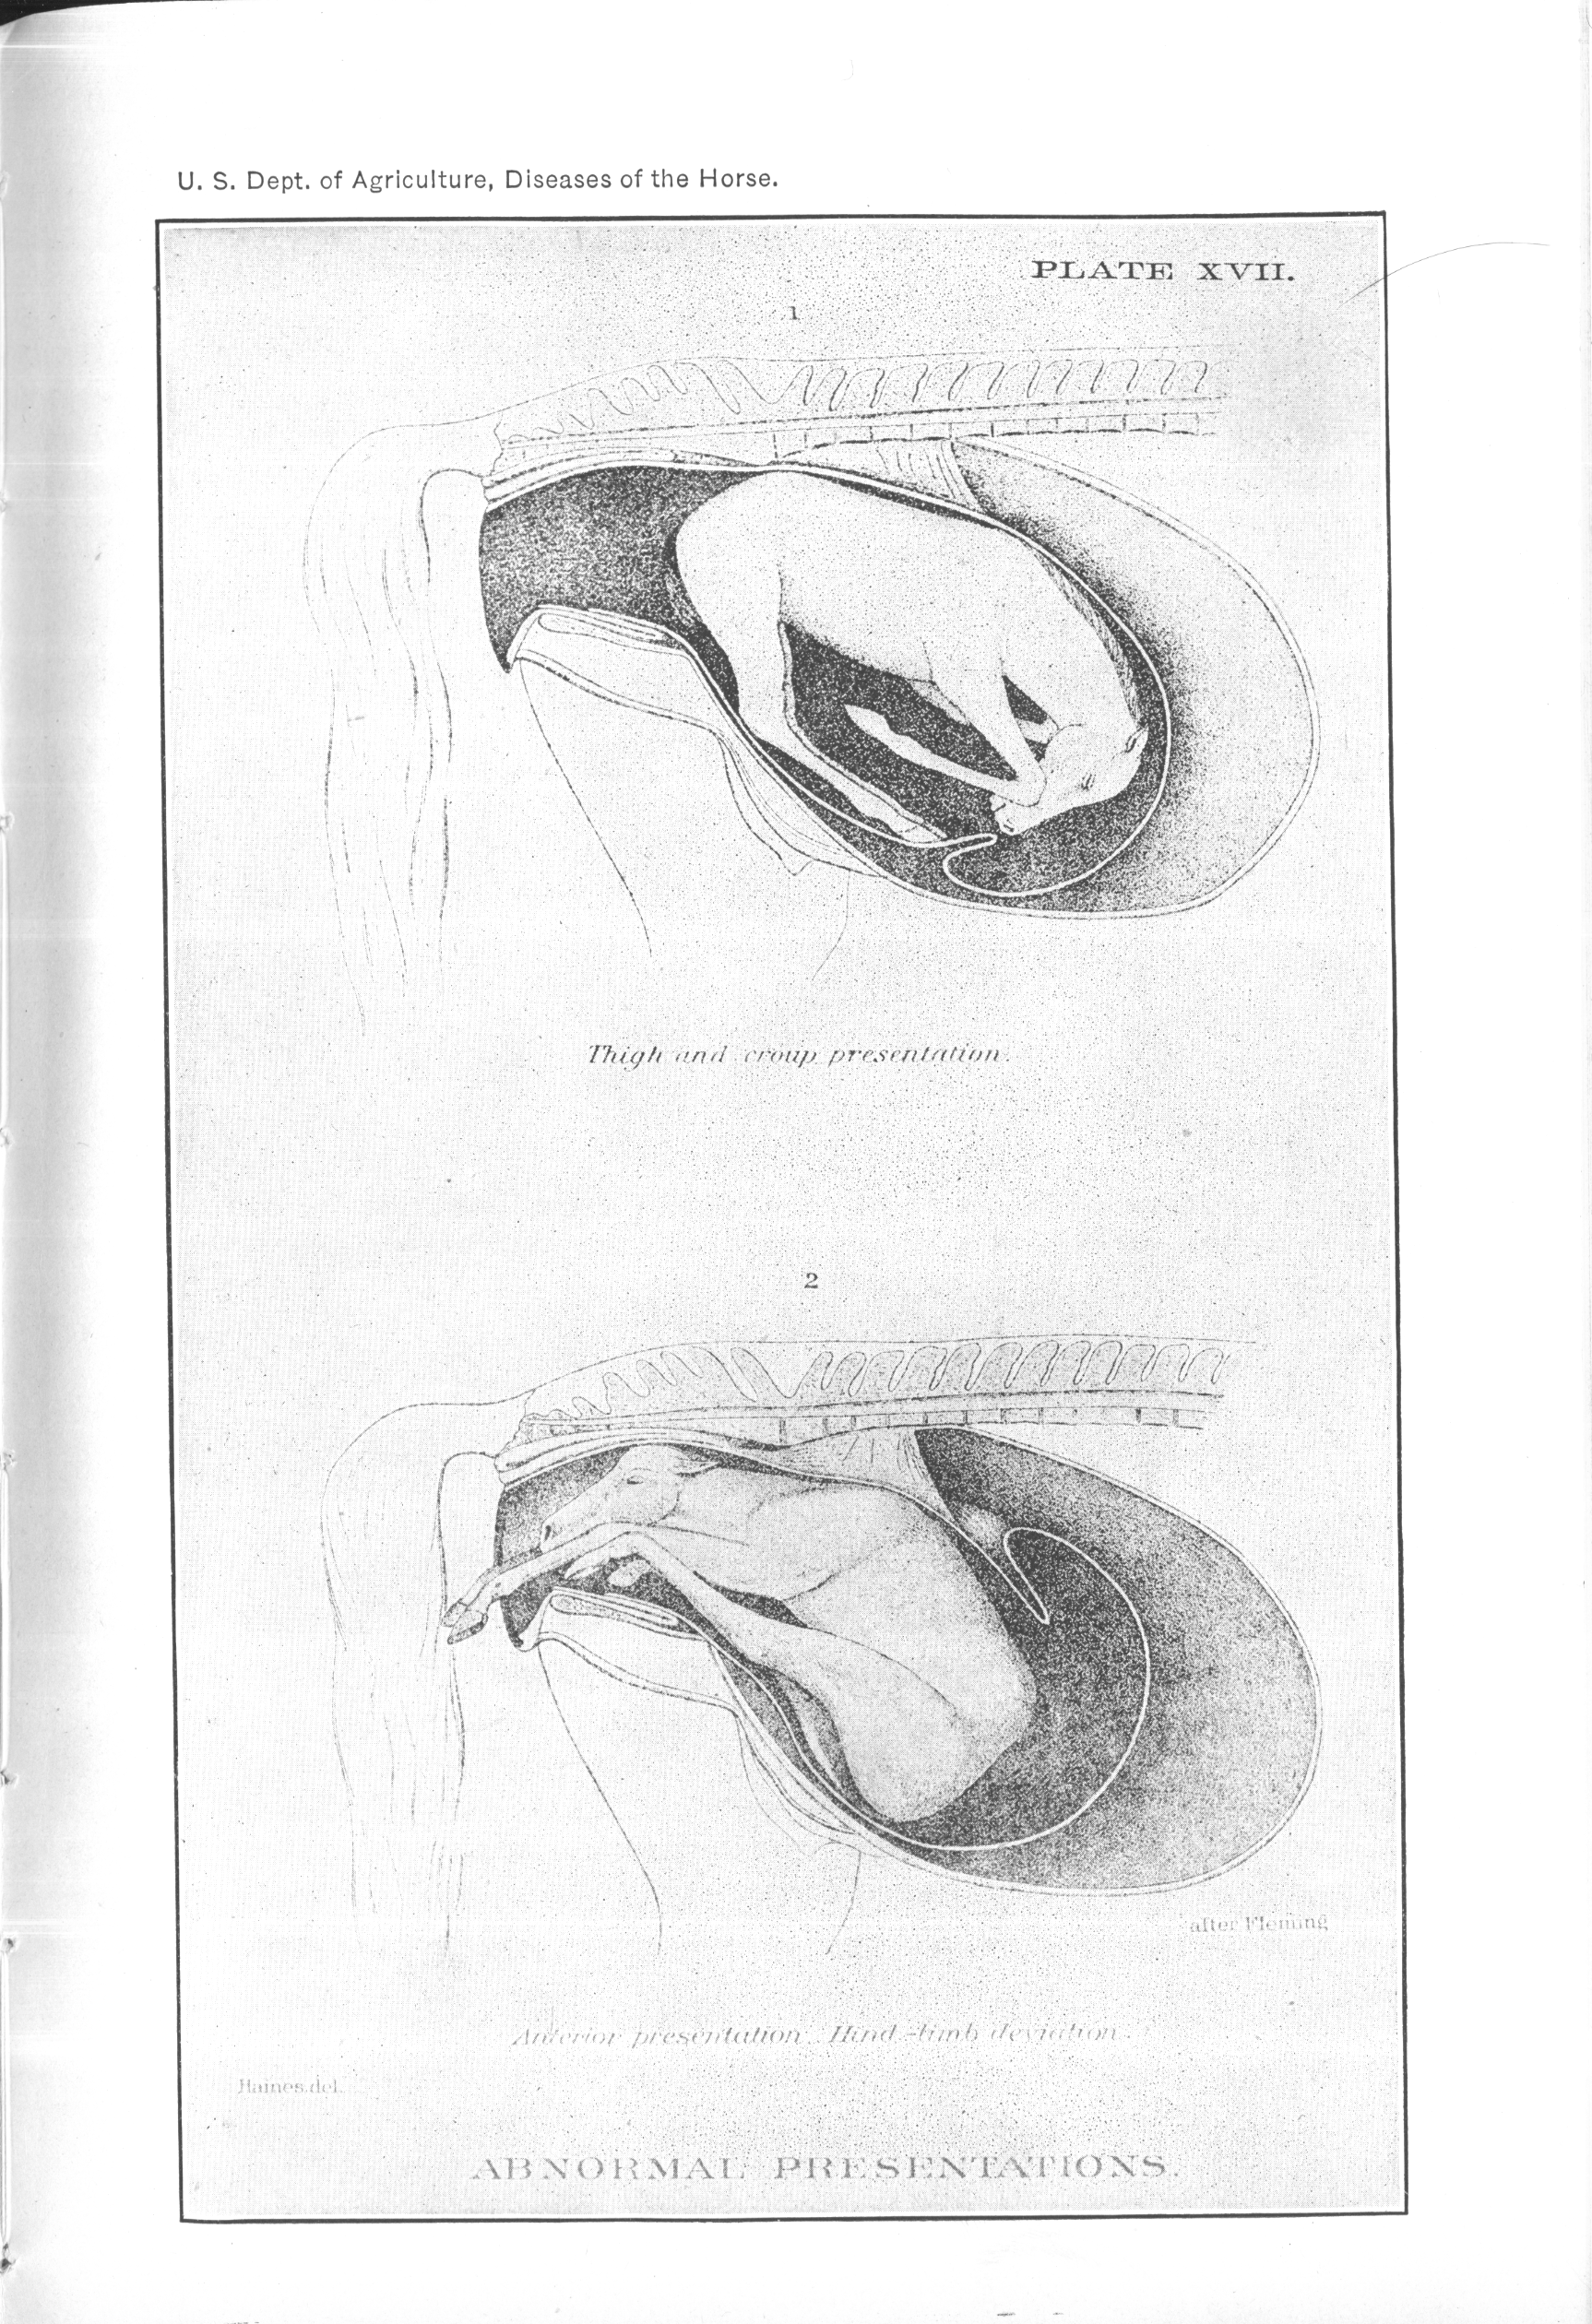 U. S. Dept. of Agriculture, Diseases of the Horse.
PLATE XVII.
1
Thigh and croup presentation.
2
after Fleming
Anterior presentation. Hind-limb deviation.
Haines.del.
ABNORMAL PRESENTATIONS.